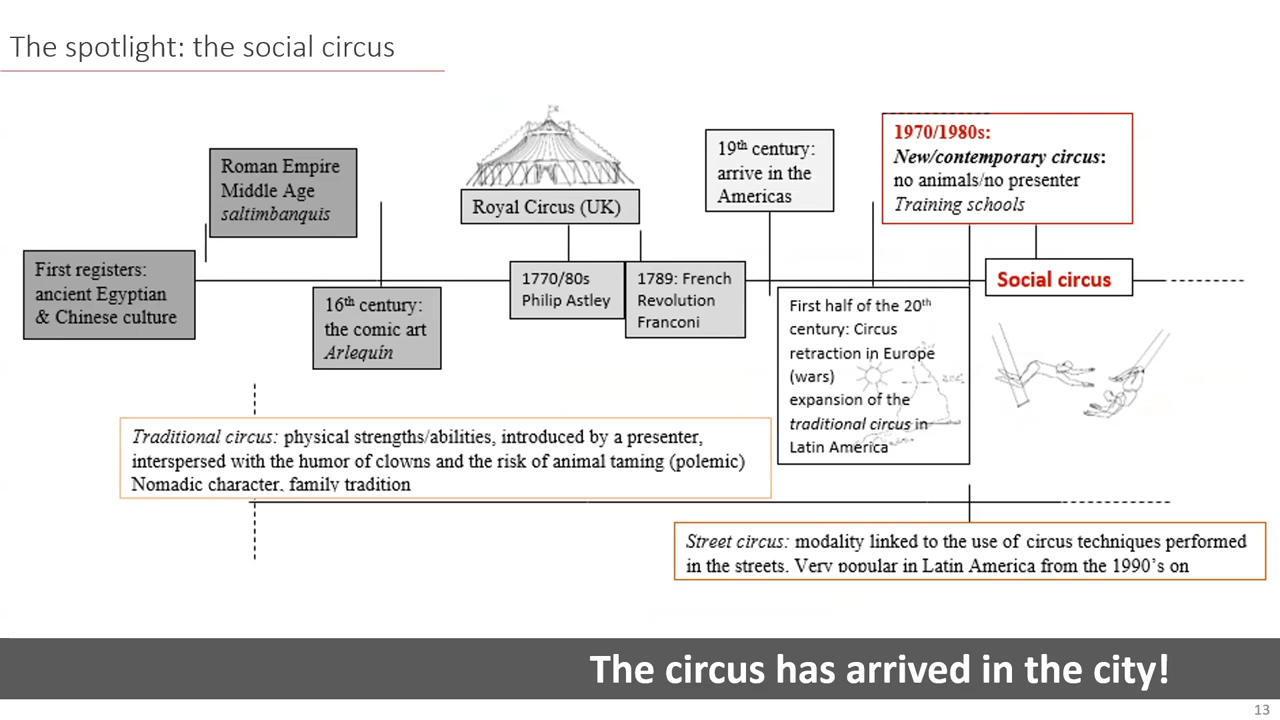 The spotlight: the social circus
First registers:
ancient Egyptian
& Chinese culture
Roman Empire
Middle Age
saltimbanquis
16th century:
the comic art
Arlequín
Royal Circus (UK)
1770/80s
Philip Astley
1789: French
Revolution
Franconi
19th century:
arrive in the
Americas
First half of the 20th
century: Circus
retraction in Europe
(wars)
expansion of the
traditional circus in
Latin America
1970/1980s:
New/contemporary circus:
no animals/no presenter
Training schools
Social circus
Traditional circus: physical strengths/abilities, introduced by a presenter,
interspersed with the humor of clowns and the risk of animal taming (polemic)
Nomadic character, family tradition
Street circus: modality linked to the use of circus techniques performed
in the streets. Very popular in Latin America from the 1990's on
The circus has arrived in the city!
13